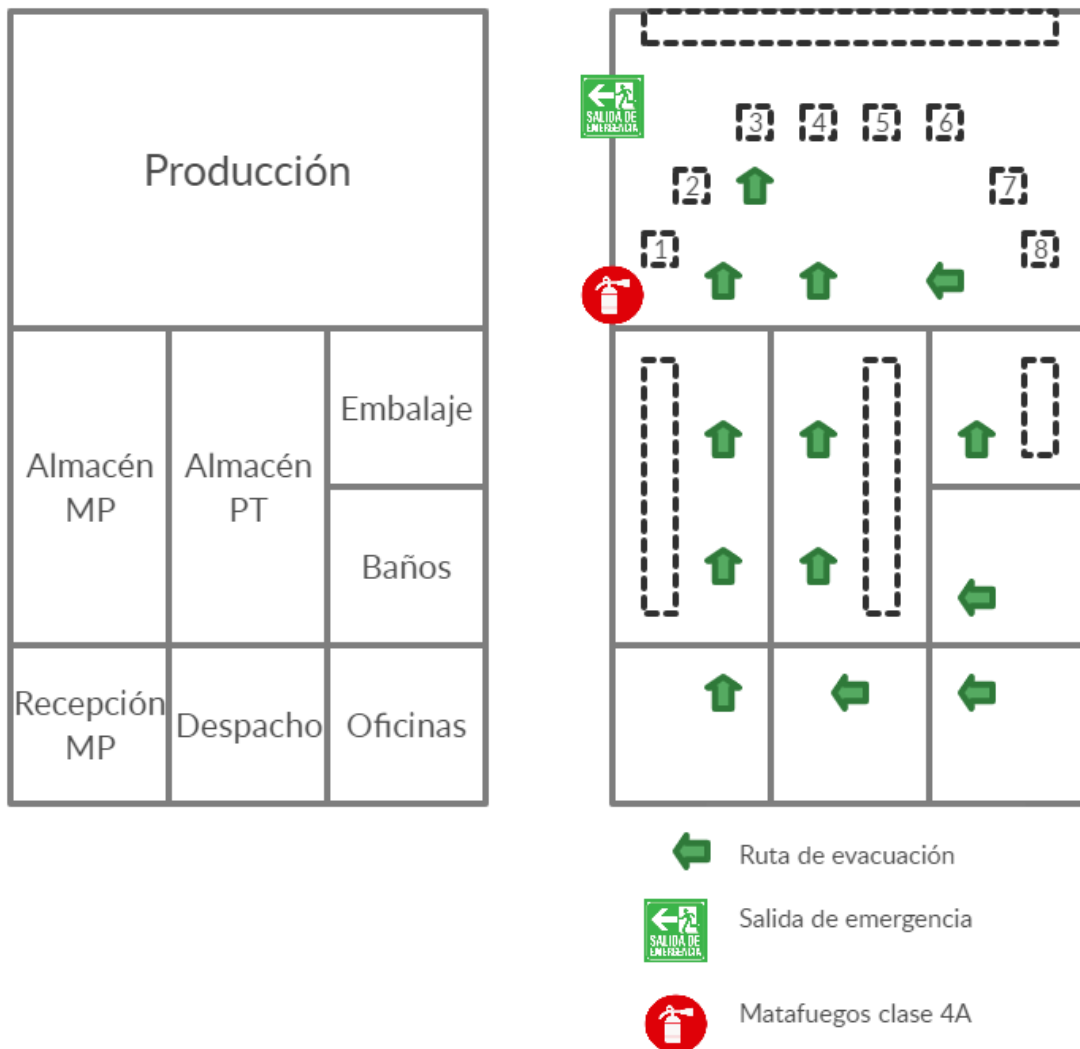 Producción
Embalaje
Almacén
MP
Almacén
PT
Baños
Recepción
MP
Despacho
Oficinas
SALIDA DE
EMERGENCIA
3
4
5
6
2
7
1
8
Ruta de evacuación
SALIDA DE
EMERGENCIA
Salida de emergencia
Matafuegos clase 4A